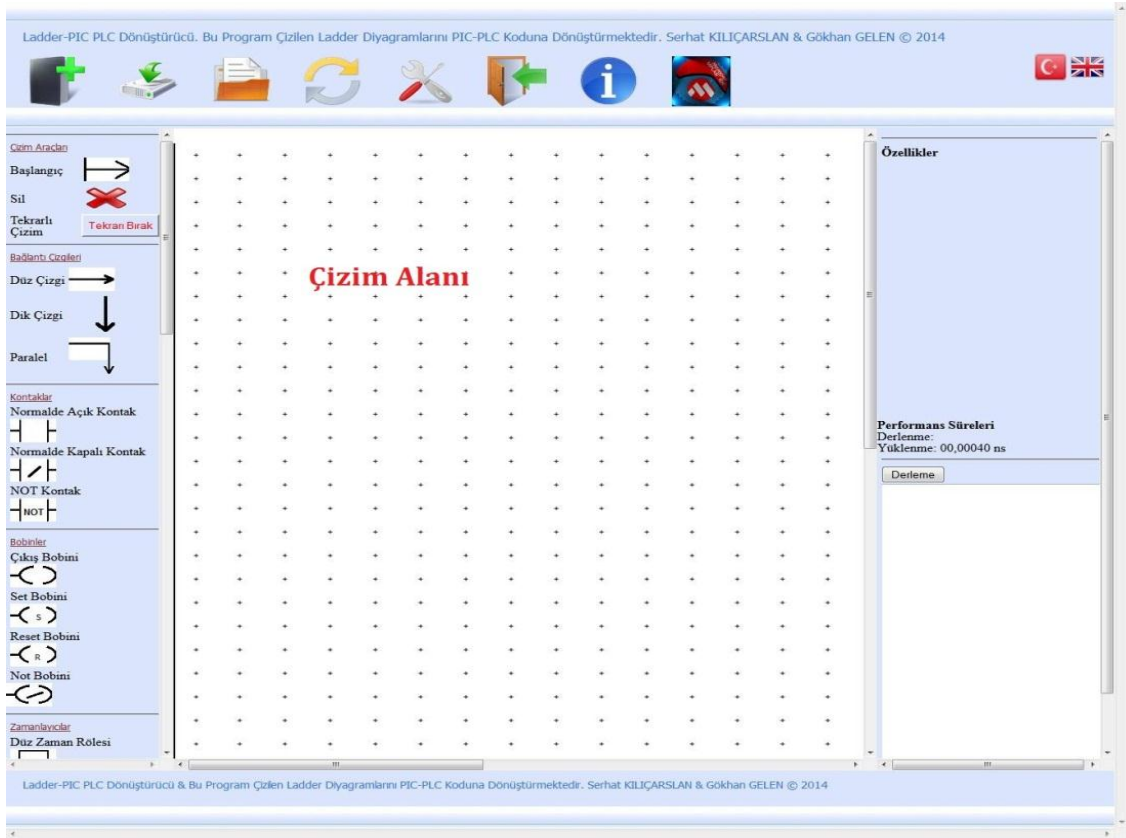 Ladder-PIC PLC Dönüştürücü. Bu Program Çizilen Ladder Diyagramlarını PIC-PLC Koduna Dönüştürmektedir. Serhat KILIÇARSLAN & Gökhan GELEN © 2014
Çizim Araçları
Başlangıç
Sil
Tekrarlı
Çizim
Tekrarı Bırak
Bağlantı Çizgileri
Düz Çizgi
Dik Çizgi
Paralel
Kontaklar
Normalde Açık Kontak
Normalde Kapalı Kontak
NOT Kontak
NOT
Bobinler
Çıkış Bobini
Set Bobini
S
Reset Bobini
R
Not Bobini
Zamanlayıcılar
Düz Zaman Rölesi
Çizim Alanı
Özellikler
Performans Süreleri
Derlenme:
Yüklenme: 00,00040 ns
Derleme
Ladder-PIC PLC Dönüştürücü & Bu Program Çizilen Ladder Diyagramlarını PIC-PLC Koduna Dönüştürmektedir. Serhat KILIÇARSLAN & Gökhan GELEN © 2014